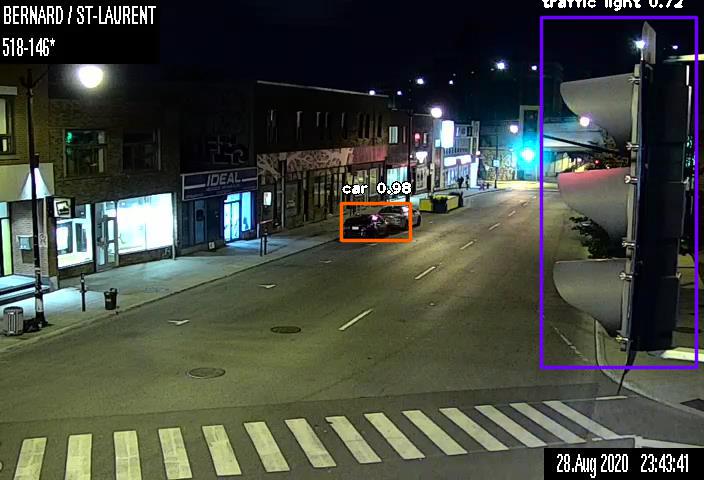 BERNARD / ST-LAURENT
518-146*
traffic light 0.72
IDEAL
car 0.98
28.Aug 2020 23:43:41